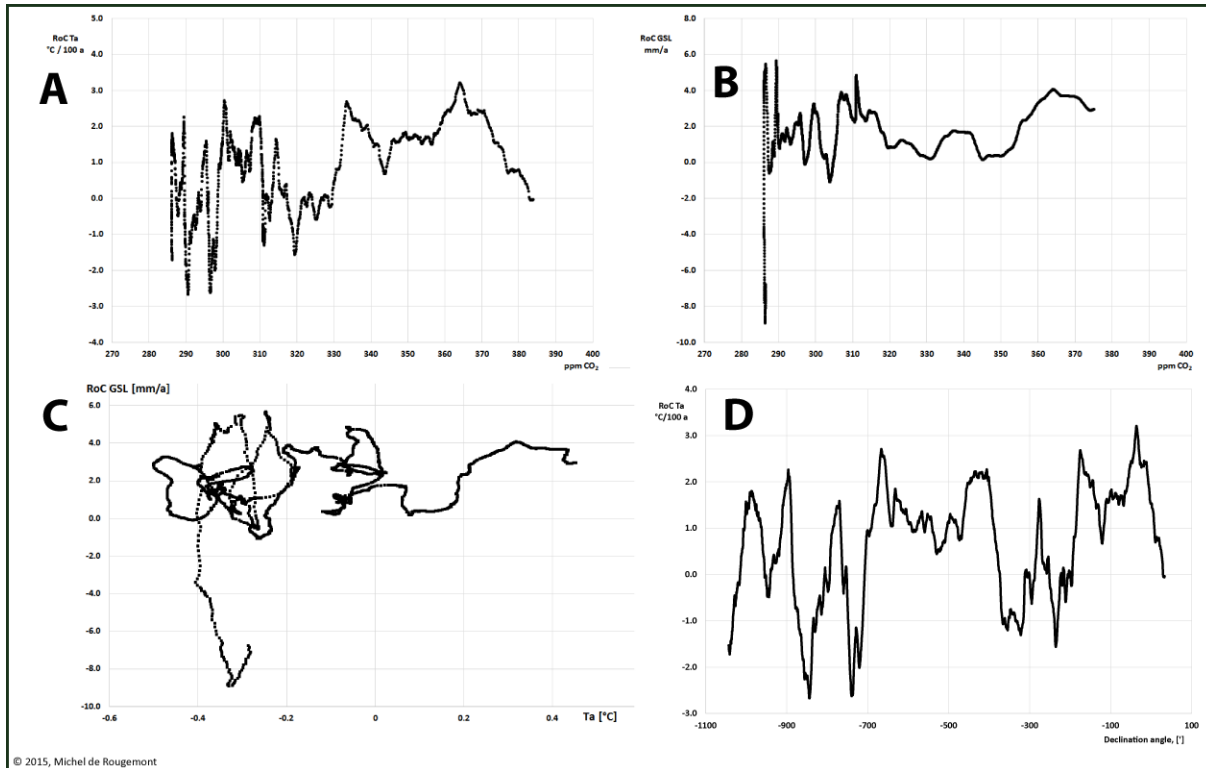 A
RoC Ta
°C / 100 a
5.0
4.0
3.0
2.0
1.0
0.0
-1.0
-2.0
-3.0
-4.0
270 280 290 300 310 320 330 340 350 360 370 380 390 400
ppm CO₂
B
RoC GSL
mm/a
8.0
6.0
4.0
2.0
0.0
-2.0
-4.0
-6.0
-8.0
-10.0
270 280 290 300 310 320 330 340 350 360 370 380 390 400
ppm CO₂
C
RoC GSL [mm/a]
6.0
4.0
2.0
0.0
-2.0
-4.0
-6.0
-8.0
-10.0
-0.6 -0.4 -0.2 0 0.2 0.4
Ta [°C]
D
RoC Ta
°C/100 a
4.0
3.0
2.0
1.0
0.0
-1.0
-2.0
-3.0
-1100 -900 -700 -500 -300 -100 100
Declination angle, [']
© 2015, Michel de Rougemont